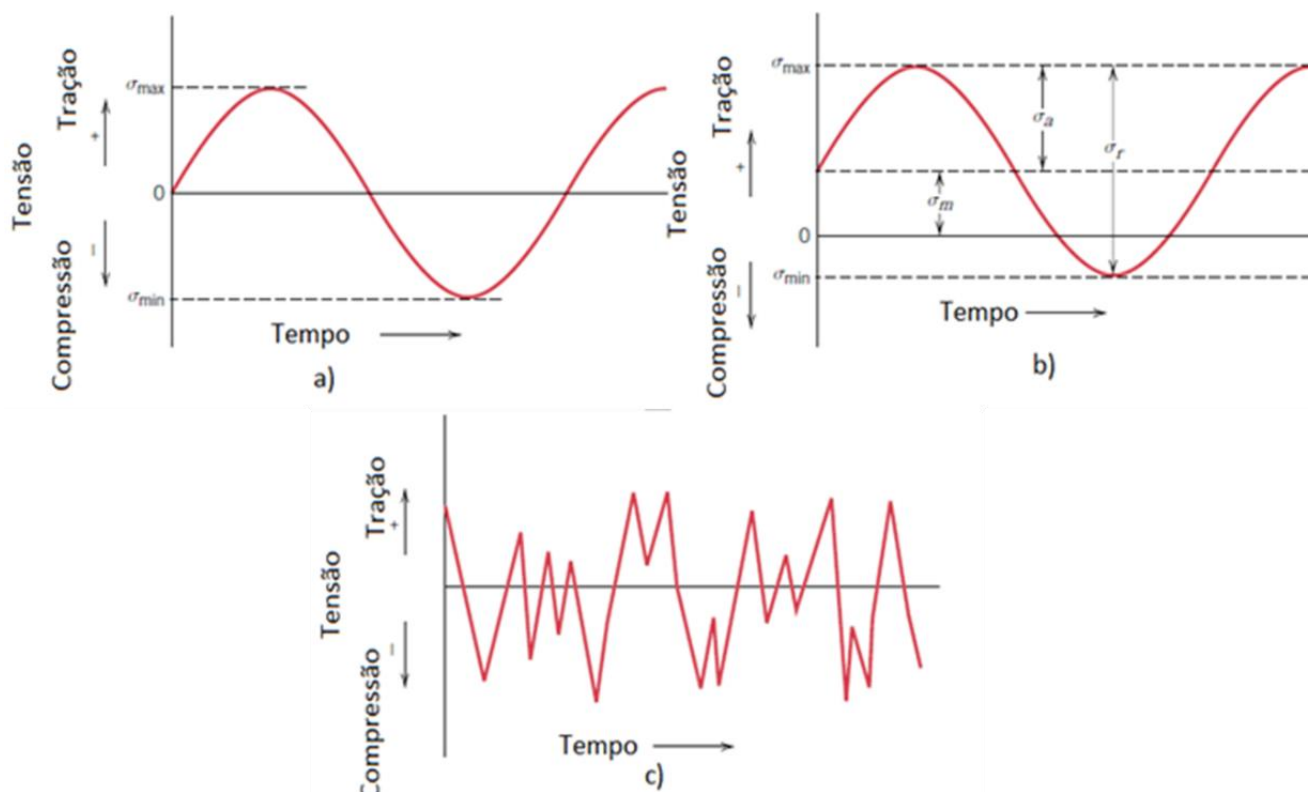 Tensão
Compressão
Tração
−
+
σmax
0
σmin
Tempo
a)
Tensão
Compressão
Tração
−
+
σmax
0
σmin
σm
σa
σr
Tempo
b)
Tensão
Compressão
Tração
−
+
Tempo
c)